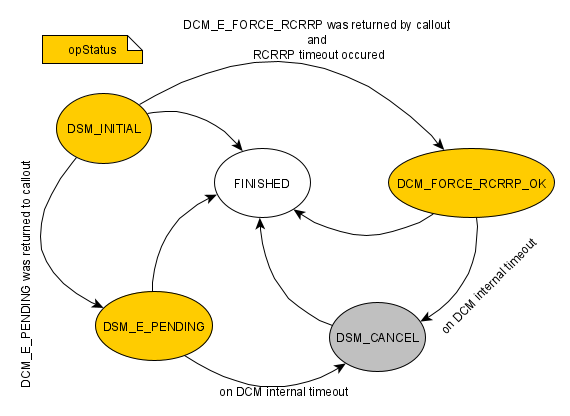 DCM_E_FORCE_RCRRP was returned by callout
and
RCRRP timeout occured
opStatus
DSM_INITIAL
FINISHED
DCM_FORCE_RCRRP_OK
DCM_E_PENDING was returned to callout
on DCM internal timeout
DSM_E_PENDING
DSM_CANCEL
on DCM internal timeout